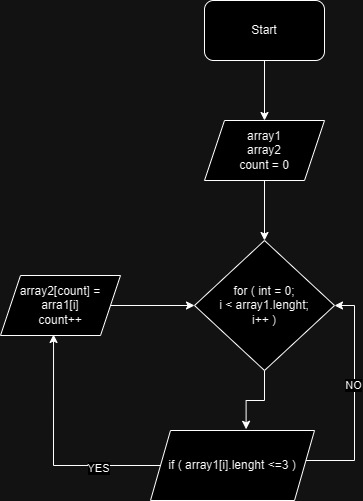 Start
array1
array2
count = 0
for ( int = 0;
i < array1.lenght;
i++ )
array2[count] =
arra1[i]
count++
NO
if ( array1[i].lenght <=3 )
YES